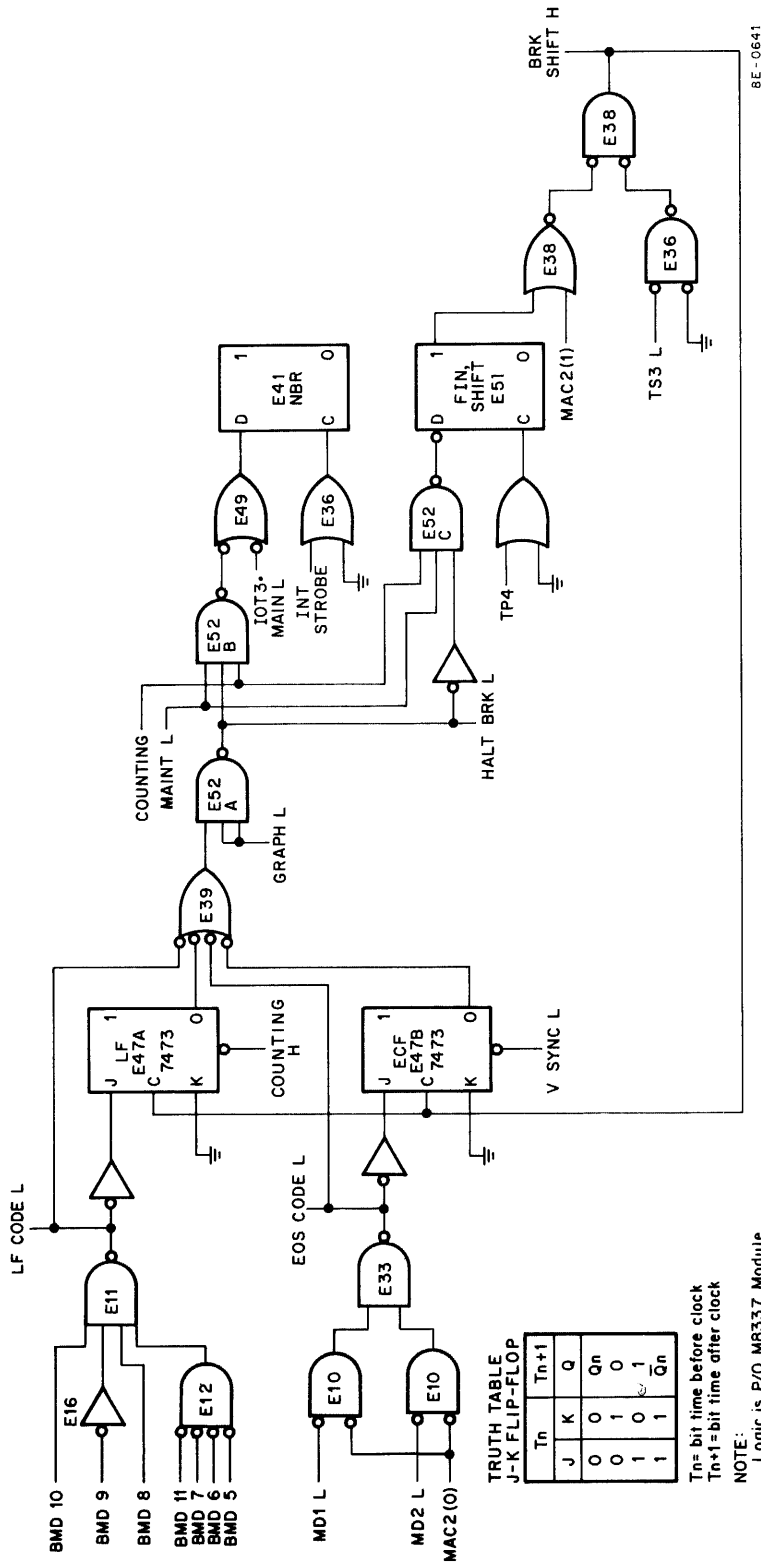 LF CODE L
BMD 10
E16
BMD 9
BMD 8
BMD 11
BMD 7
BMD 6
BMD 5
E12
E11
J
1
LF
E47A
C
7473
K
0
COUNTING
H
E39
GRAPH L
E52
A
COUNTING
MAINT L
HALT BRK L
E52
B
IOT3•
MAIN L
INT
STROBE
E49
E36
D
1
E41
NBR
C
0
E52
C
TP4
D
1
FIN,
SHIFT
E51
C
0
MAC2(1)
E38
TS3 L
E36
E38
BRK
SHIFT H
EOS CODE L
MD1 L
MD2 L
MAC2(0)
E10
E10
E33
J
1
ECF
E47B
C
7473
K
0
V SYNC L
TRUTH TABLE
J-K FLIP-FLOP
Tn Tn+1
J K Q
0 0 Qn
0 1 0
1 0 1
1 1 Q̅n
Tn= bit time before clock
Tn+1=bit time after clock
NOTE:
Logic is P/O M8337 Module
8E-0641